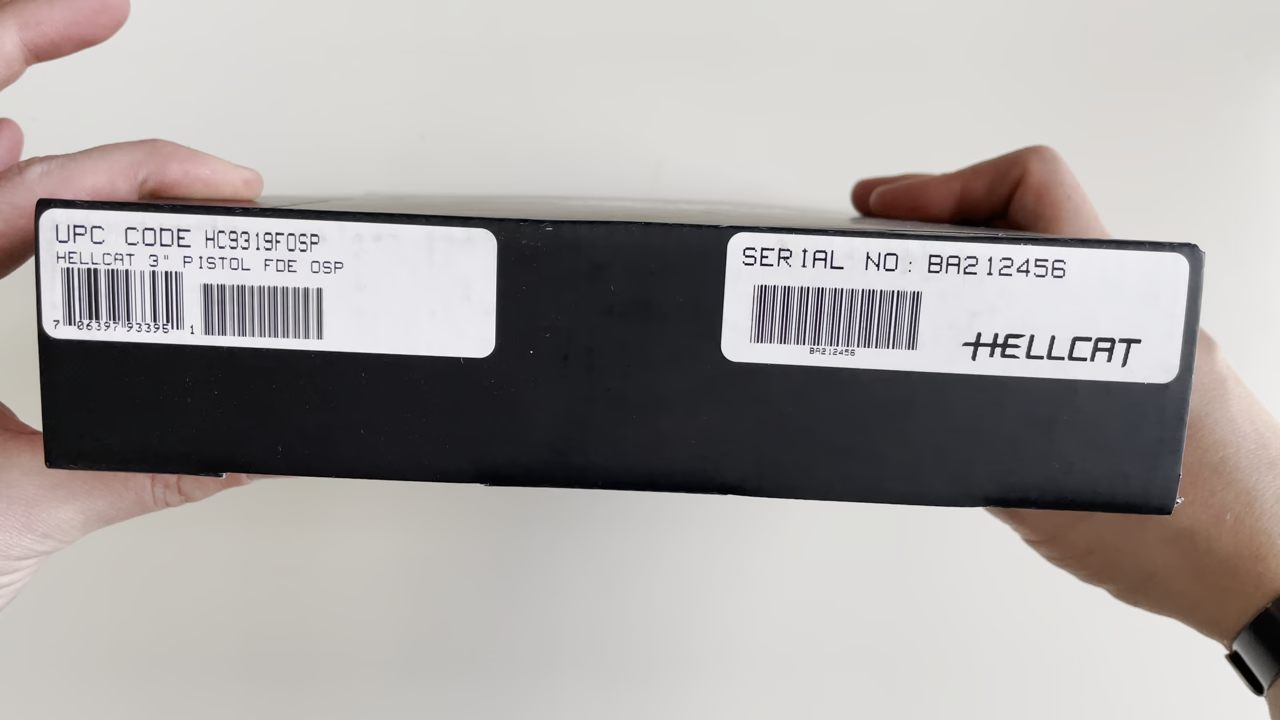 UPC CODE HC9319FOSP
HELLCAT 3" PISTOL FDE OSP
7 06397 93395 1
SERIAL NO: BA212456
BA212456
HELLCAT